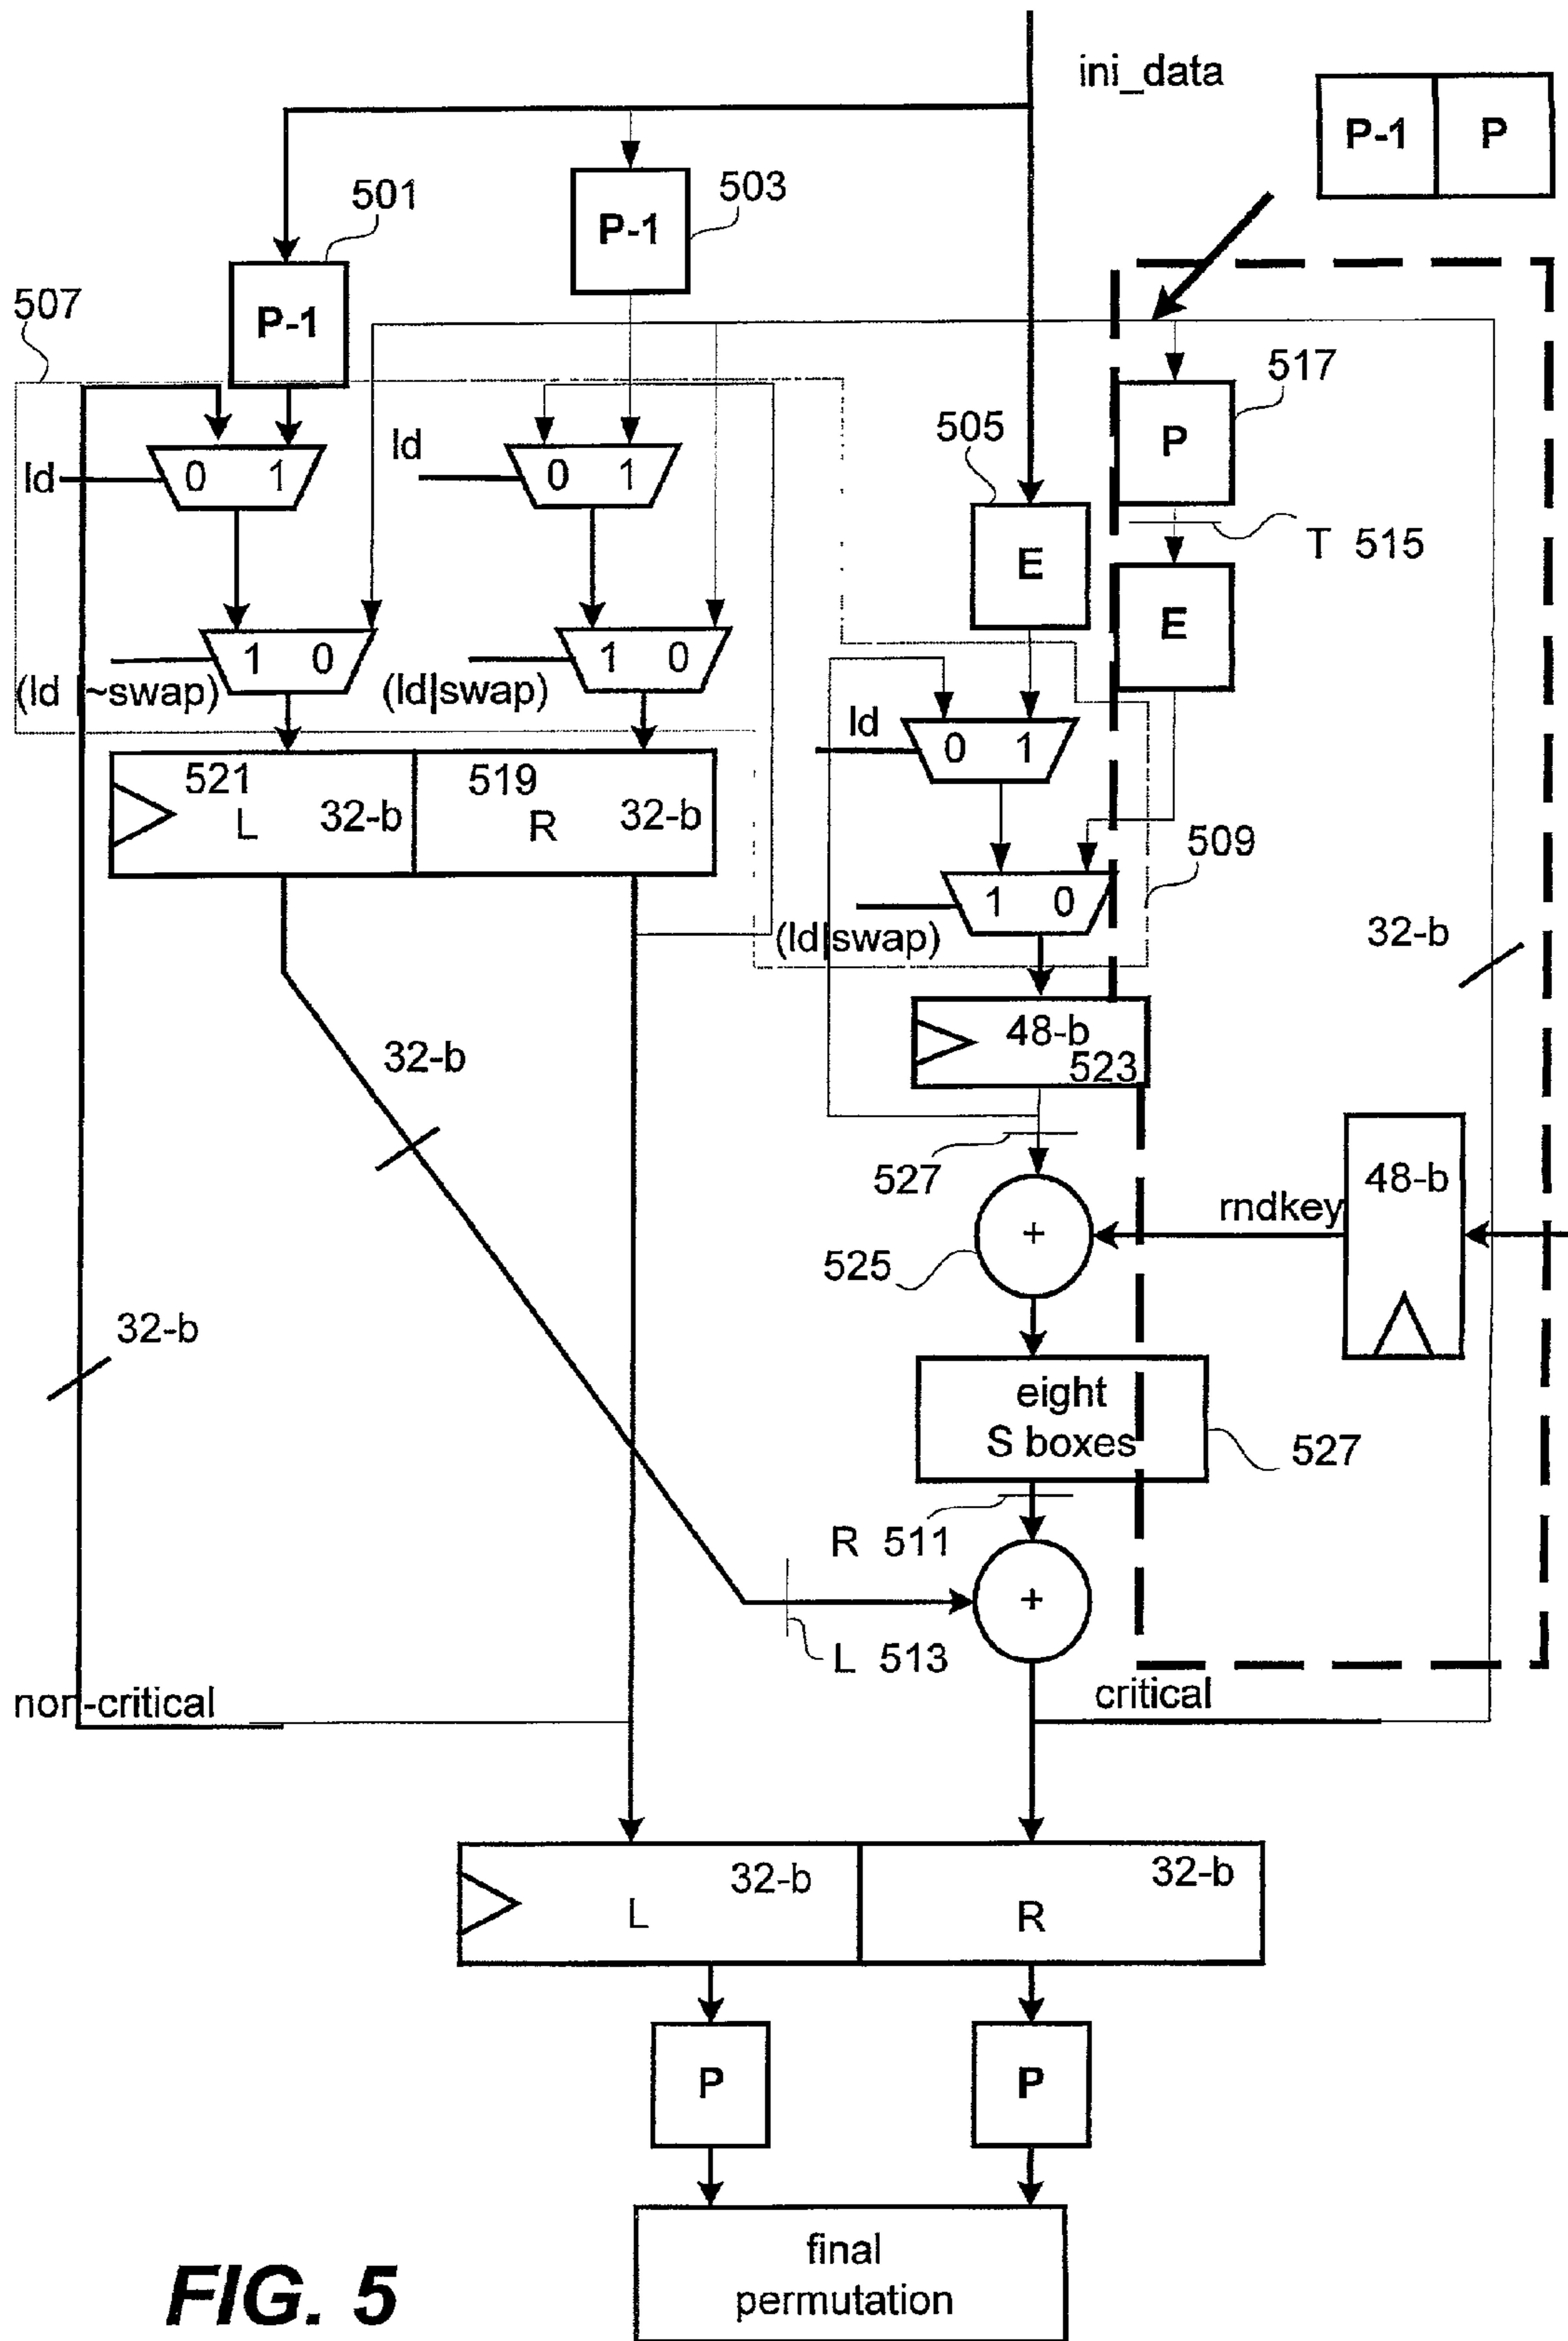 ini_data
P-1 P
501
503
P-1
P-1
507
517
505
P
ld 0 1
ld 0 1
T 515
E
E
1 0
1 0
(ld |~swap)
(ld|swap)
ld 0 1
521
L 32-b
519
R 32-b
509
1 0
(ld|swap)
32-b
48-b
523
32-b
527
48-b
rndkey
+
525
32-b
eight
S boxes
527
R 511
+
L 513
non-critical
critical
32-b
L
32-b
R
P
P
final
permutation
FIG. 5